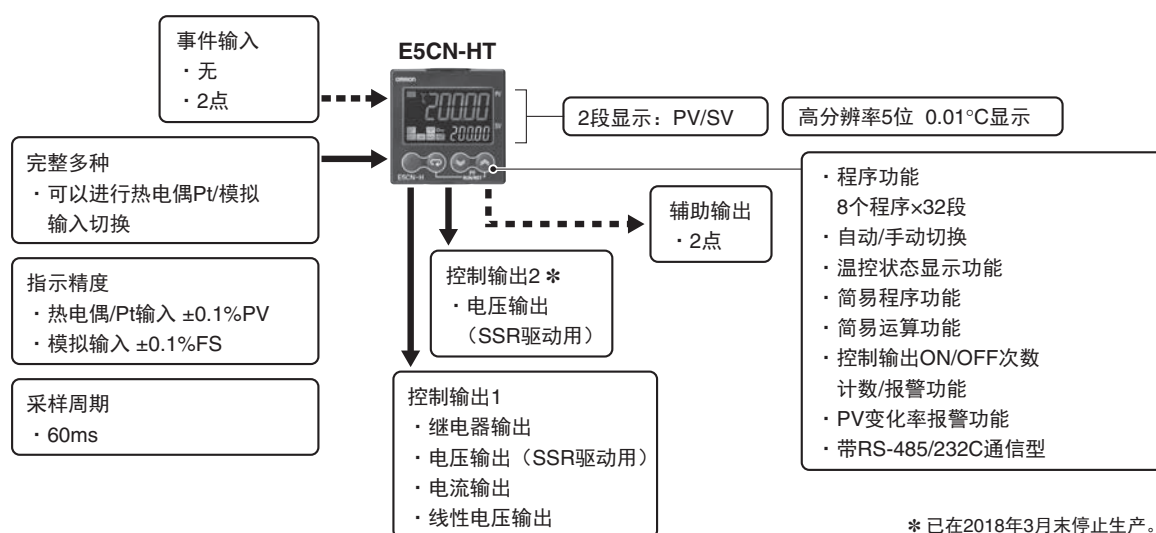 事件输入
・无
・2点
E5CN-HT
omron
20000
PV
20000
SV
E5CN-H
2段显示：PV/SV
高分辨率5位 0.01°C显示
完整多种
・可以进行热电偶Pt/模拟
输入切换
指示精度
・热电偶/Pt输入 ±0.1%PV
・模拟输入 ±0.1%FS
采样周期
・60ms
辅助输出
・2点
控制输出2 ＊
・电压输出
（SSR驱动用）
控制输出1
・继电器输出
・电压输出（SSR驱动用）
・电流输出
・线性电压输出
・程序功能
8个程序×32段
・自动/手动切换
・温控状态显示功能
・简易程序功能
・简易运算功能
・控制输出ON/OFF次数
计数/报警功能
・PV变化率报警功能
・带RS-485/232C通信型
＊ 已在2018年3月末停止生产。